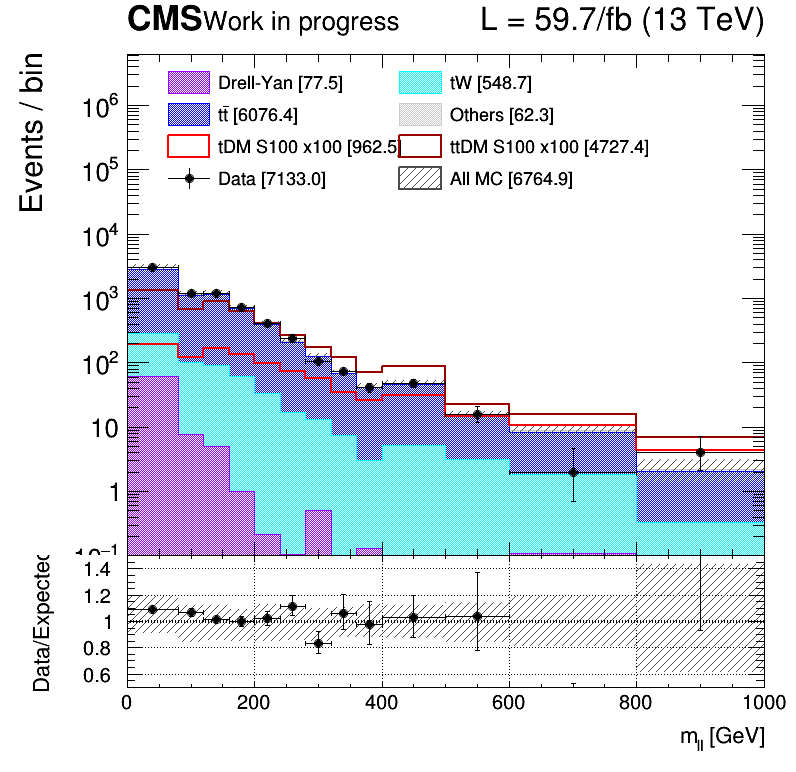 CMS Work in progress L = 59.7/fb (13 TeV)
Events / bin
Drell-Yan [77.5] tW [548.7]
tt̄ [6076.4] Others [62.3]
tDM S100 x100 [962.5] ttDM S100 x100 [4727.4]
Data [7133.0] All MC [6764.9]
10⁶
10⁵
10⁴
10³
10²
10
1
10⁻¹
Data/Expected
1.4
1.2
1
0.8
0.6
0 200 400 600 800 1000
m_ll [GeV]